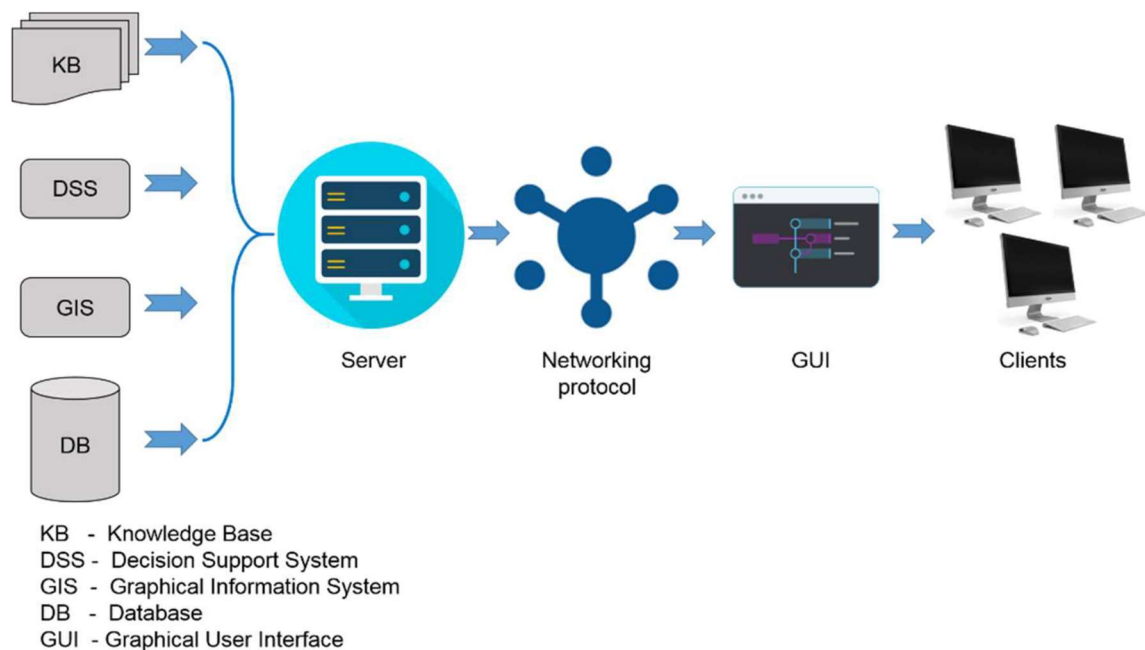 KB
DSS
GIS
DB
Server
Networking
protocol
GUI
Clients
KB - Knowledge Base
DSS - Decision Support System
GIS - Graphical Information System
DB - Database
GUI - Graphical User Interface